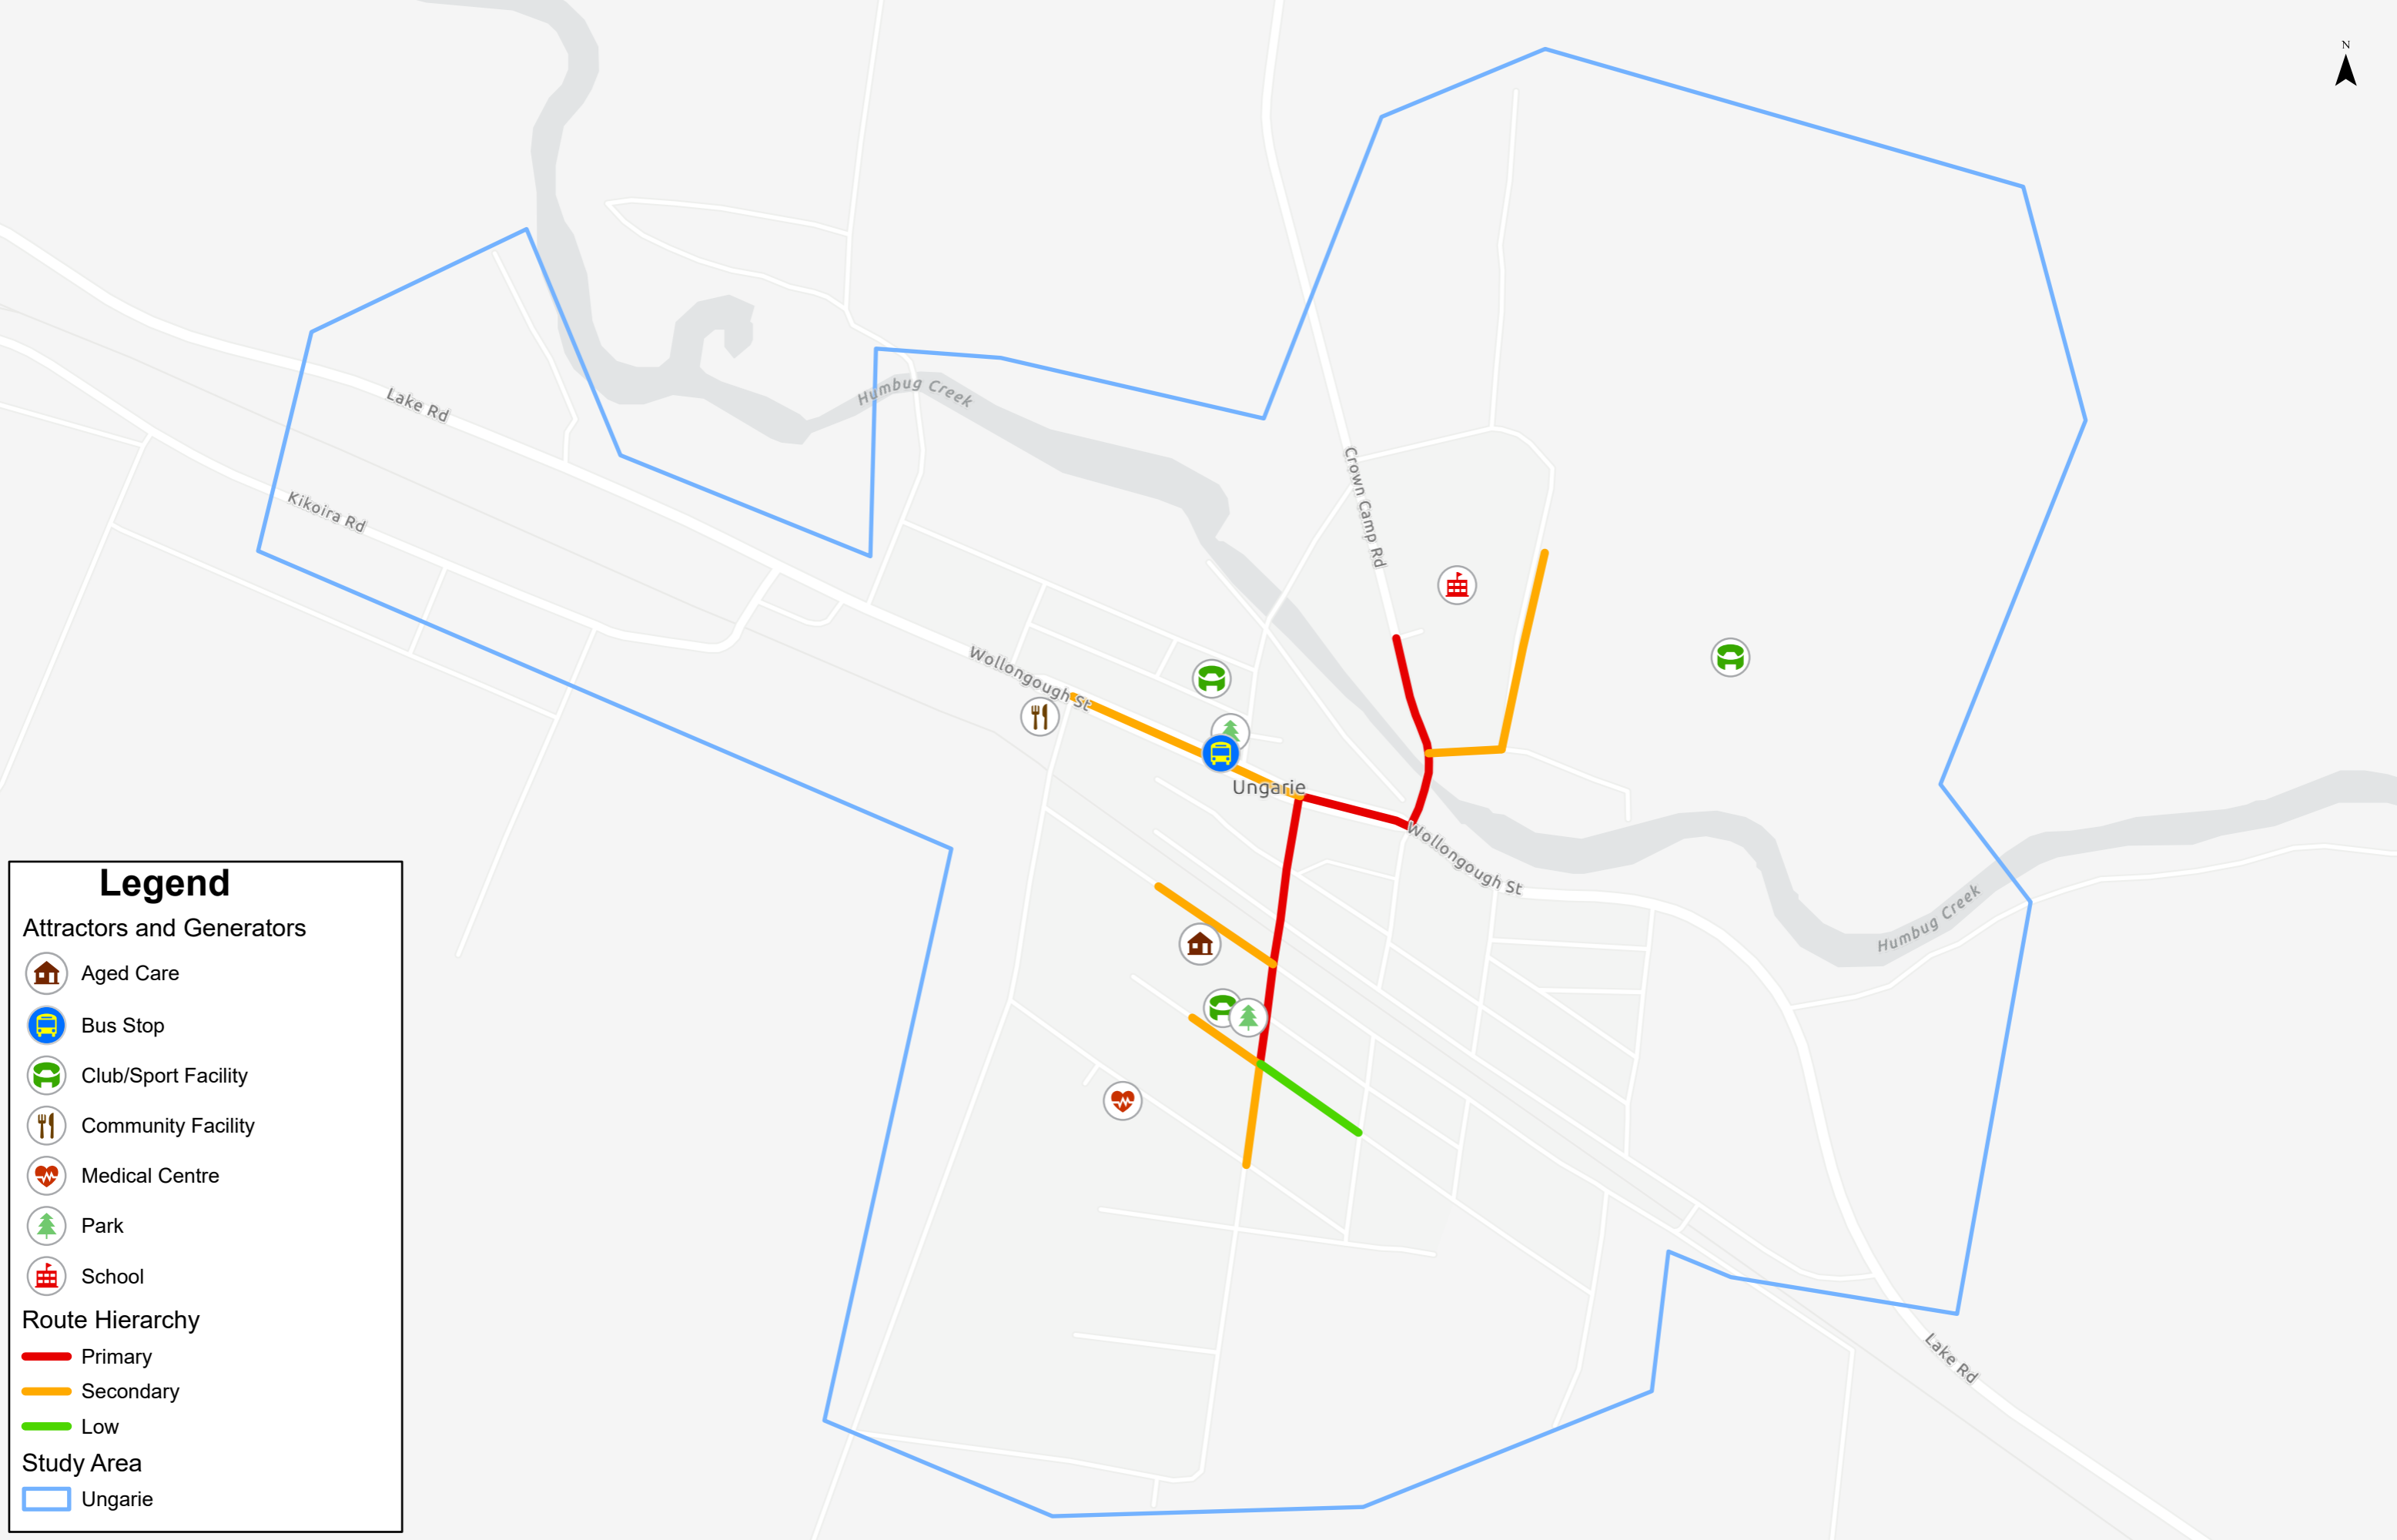 N
Lake Rd
Humbug Creek
Kikoira Rd
Crown Camp Rd
Wollongough St
Ungarie
Wollongough St
Humbug Creek
Lake Rd
Legend
Attractors and Generators
Aged Care
Bus Stop
Club/Sport Facility
Community Facility
Medical Centre
Park
School
Route Hierarchy
Primary
Secondary
Low
Study Area
Ungarie